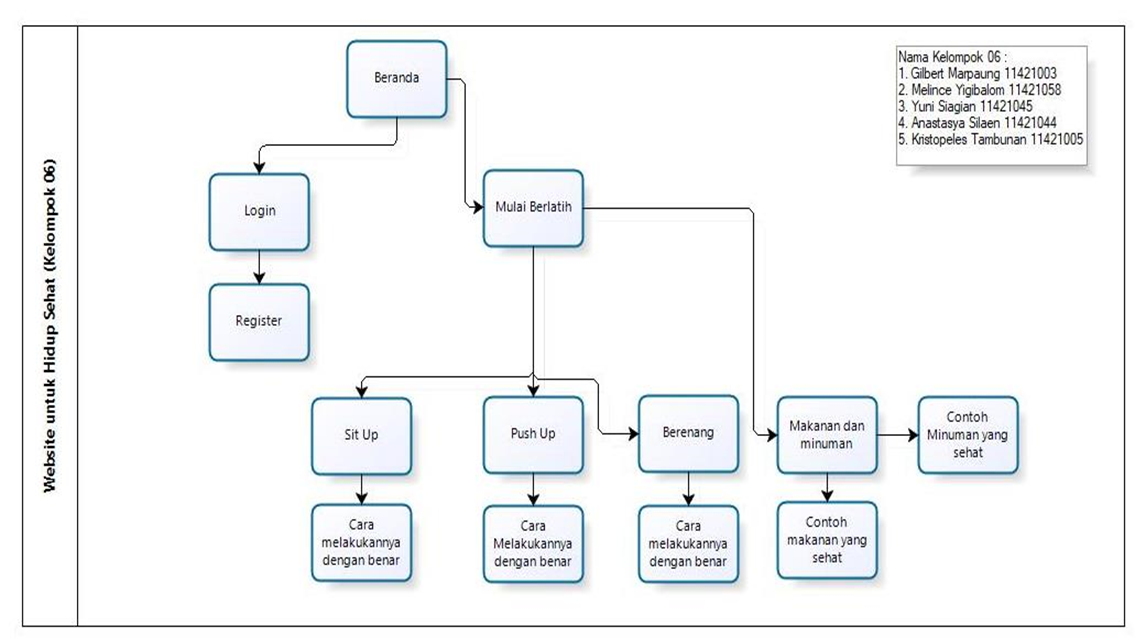 Website untuk Hidup Sehat (Kelompok 06)
Beranda
Nama Kelompok 06 :
1. Gilbert Marpaung 11421003
2. Melince Yigibalom 11421058
3. Yuni Siagian 11421045
4. Anastasya Silaen 11421044
5. Kristopeles Tambunan 11421005
Login
Mulai Berlatih
Register
Sit Up
Push Up
Berenang
Makanan dan
minuman
Contoh
Minuman yang
sehat
Cara
melakukannya
dengan benar
Cara
Melakukannya
dengan benar
Cara
melakukannya
dengan benar
Contoh
makanan yang
sehat